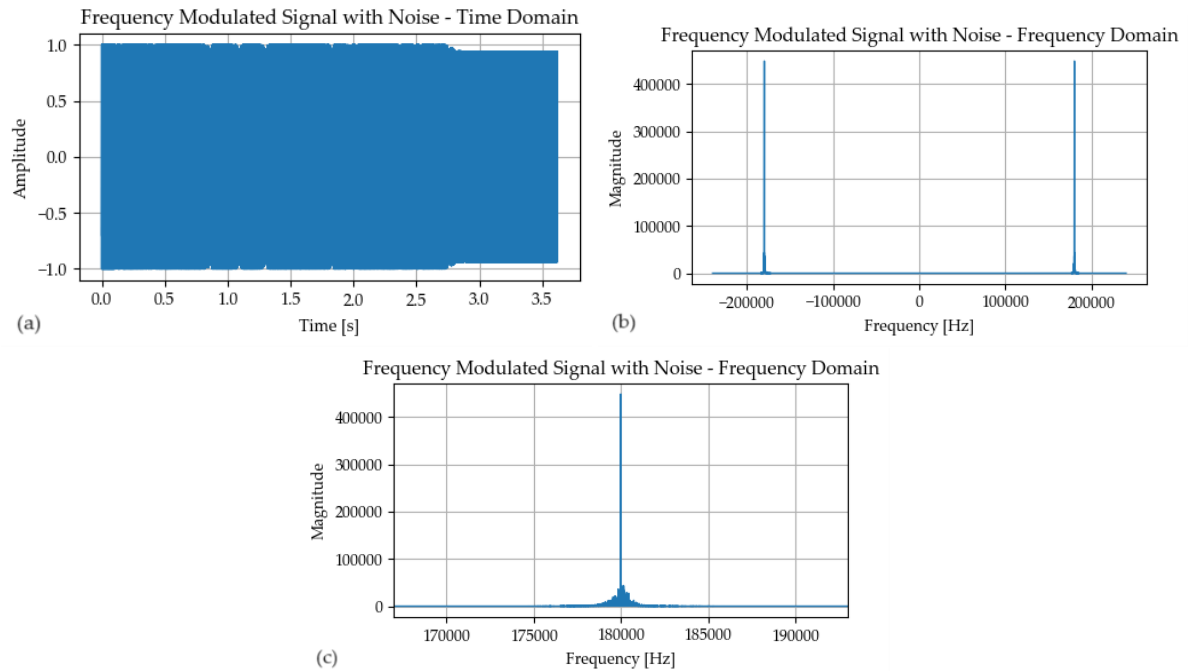 Frequency Modulated Signal with Noise - Time Domain
1.0
0.5
0.0
−0.5
−1.0
Amplitude
0.0 0.5 1.0 1.5 2.0 2.5 3.0 3.5
Time [s]
(a)
Frequency Modulated Signal with Noise - Frequency Domain
400000
300000
200000
100000
0
Magnitude
−200000 −100000 0 100000 200000
Frequency [Hz]
(b)
Frequency Modulated Signal with Noise - Frequency Domain
400000
300000
200000
100000
0
Magnitude
170000 175000 180000 185000 190000
Frequency [Hz]
(c)